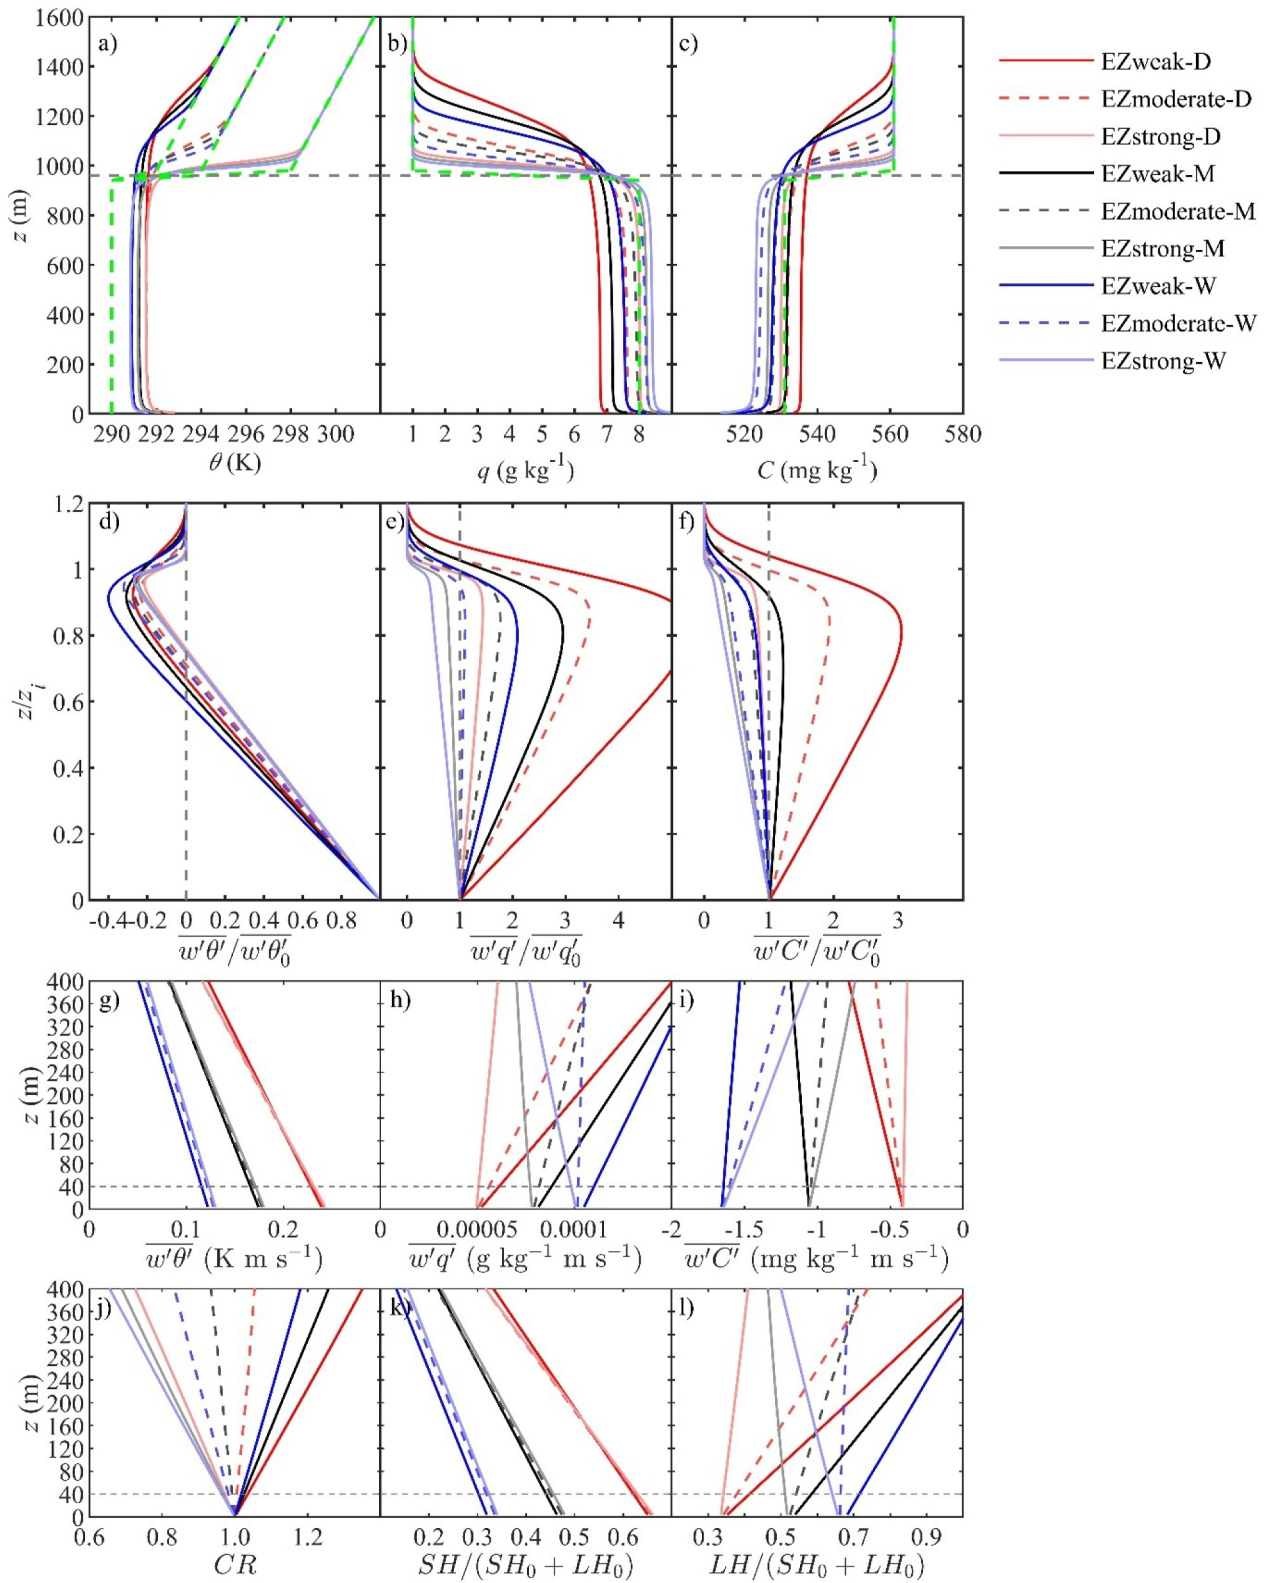 1600
1400
1200
1000
800
600
400
200
0
z (m)
a)
b)
c)
290 292 294 296 298 300
1 2 3 4 5 6 7 8
520 540 560 580
θ (K)
q (g kg⁻¹)
C (mg kg⁻¹)
EZweak-D
EZmoderate-D
EZstrong-D
EZweak-M
EZmoderate-M
EZstrong-M
EZweak-W
EZmoderate-W
EZstrong-W
1.2
1
0.8
0.6
0.4
0.2
0
z/z_i
d)
e)
f)
-0.4 -0.2 0 0.2 0.4 0.6 0.8
0 1 2 3 4
0 1 2 3
w'θ'/w'θ'₀
w'q'/w'q'₀
w'C'/w'C'₀
400
360
320
280
240
200
160
120
80
40
0
z (m)
g)
h)
i)
0 0.1 0.2
0 0.00005 0.0001
-2 -1.5 -1 -0.5 0
w'θ' (K m s⁻¹)
w'q' (g kg⁻¹ m s⁻¹)
w'C' (mg kg⁻¹ m s⁻¹)
400
360
320
280
240
200
160
120
80
40
0
z (m)
j)
k)
l)
0.6 0.8 1.0 1.2
0.2 0.3 0.4 0.5 0.6
0.3 0.5 0.7 0.9
CR
SH/(SH₀ + LH₀)
LH/(SH₀ + LH₀)